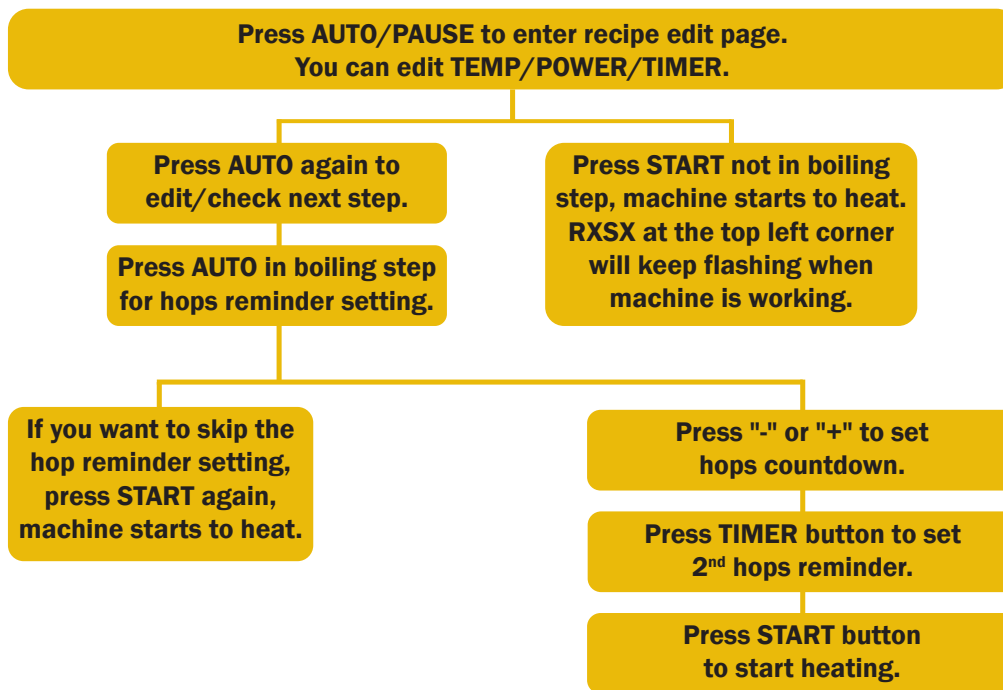 Press AUTO/PAUSE to enter recipe edit page.
You can edit TEMP/POWER/TIMER.
Press AUTO again to
edit/check next step.
Press START not in boiling
step, machine starts to heat.
RXSX at the top left corner
will keep flashing when
machine is working.
Press AUTO in boiling step
for hops reminder setting.
If you want to skip the
hop reminder setting,
press START again,
machine starts to heat.
Press "-" or "+" to set
hops countdown.
Press TIMER button to set
2nd hops reminder.
Press START button
to start heating.